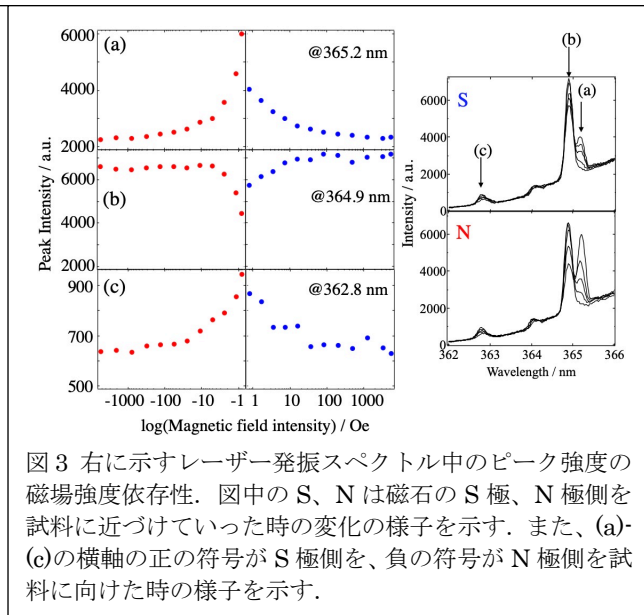 6000
(a)
@365.2 nm
4000
2000
6000
(b)
@364.9 nm
4000
2000
(c)
@362.8 nm
900
700
500
Peak Intensity / a.u.
-1000 -100 -10 -1 1 10 100 1000
log(Magnetic field intensity) / Oe
(b)
(a)
S
(c)
6000
4000
2000
0
N
6000
4000
2000
0
Intensity / a.u.
362 363 364 365 366
Wavelength / nm
図 3 右に示すレーザー発振スペクトル中のピーク強度の
磁場強度依存性. 図中の S、N は磁石の S 極、N 極側を
試料に近づけていった時の変化の様子を示す. また、(a)-
(c)の横軸の正の符号が S 極側を、負の符号が N 極側を試
料に向けた時の様子を示す.